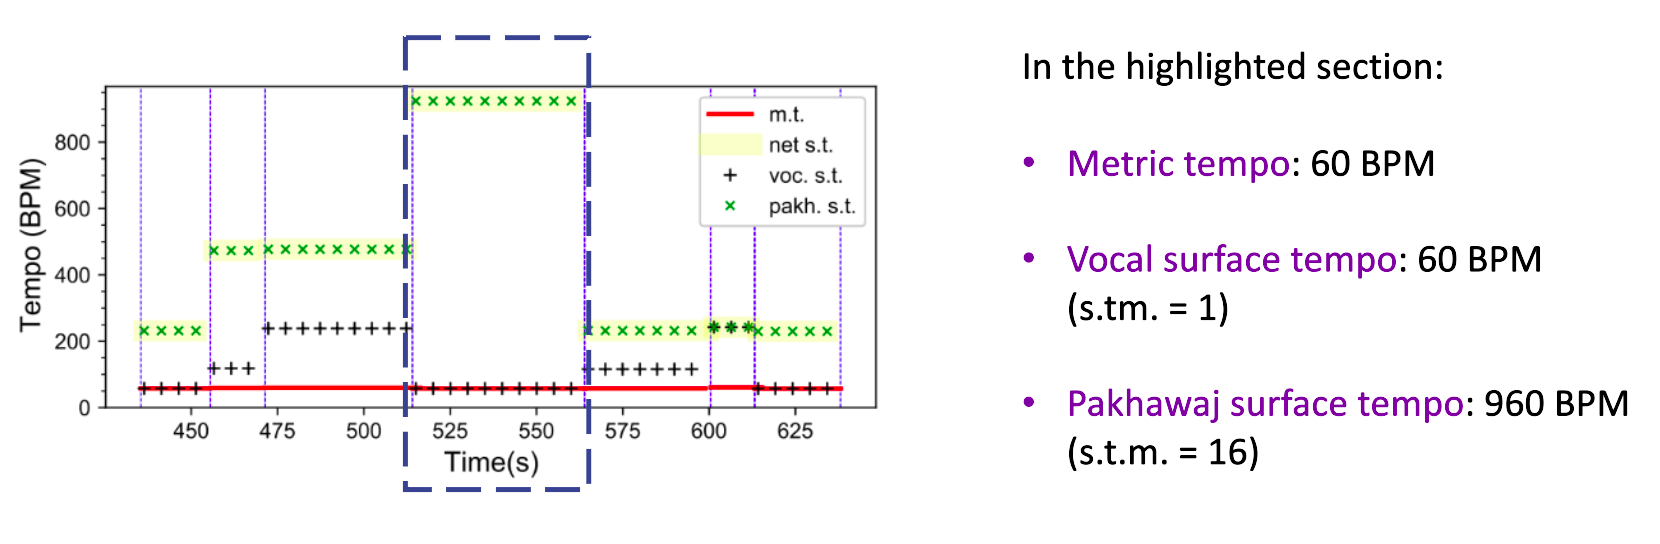 800
600
400
200
0
Tempo (BPM)
450 475 500 525 550 575 600 625
Time(s)
m.t.
net s.t.
voc. s.t.
pakh. s.t.
In the highlighted section:
• Metric tempo: 60 BPM
• Vocal surface tempo: 60 BPM
(s.tm. = 1)
• Pakhawaj surface tempo: 960 BPM
(s.t.m. = 16)